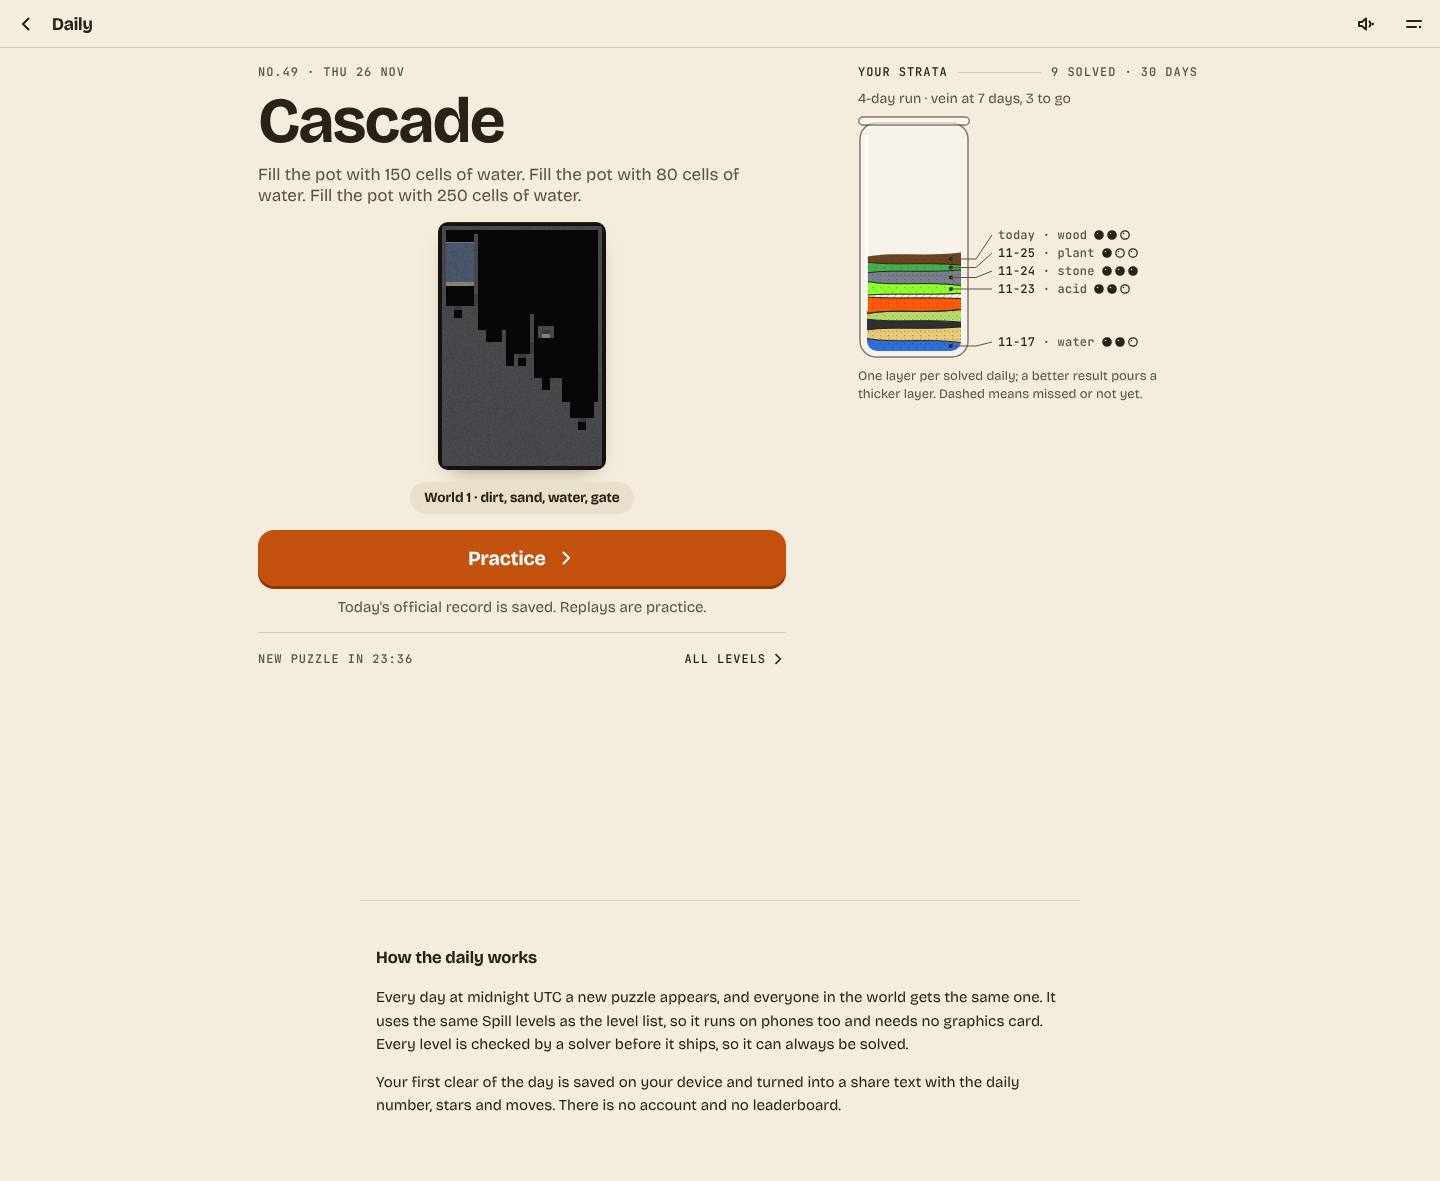 Daily
NO.49 · THU 26 NOV
Cascade
Fill the pot with 150 cells of water. Fill the pot with 80 cells of
water. Fill the pot with 250 cells of water.
World 1 · dirt, sand, water, gate
Practice
Today's official record is saved. Replays are practice.
NEW PUZZLE IN 23:36
ALL LEVELS
YOUR STRATA
9 SOLVED · 30 DAYS
4-day run · vein at 7 days, 3 to go
today · wood
11-25 · plant
11-24 · stone
11-23 · acid
11-17 · water
One layer per solved daily; a better result pours a
thicker layer. Dashed means missed or not yet.
How the daily works
Every day at midnight UTC a new puzzle appears, and everyone in the world gets the same one. It
uses the same Spill levels as the level list, so it runs on phones too and needs no graphics card.
Every level is checked by a solver before it ships, so it can always be solved.
Your first clear of the day is saved on your device and turned into a share text with the daily
number, stars and moves. There is no account and no leaderboard.